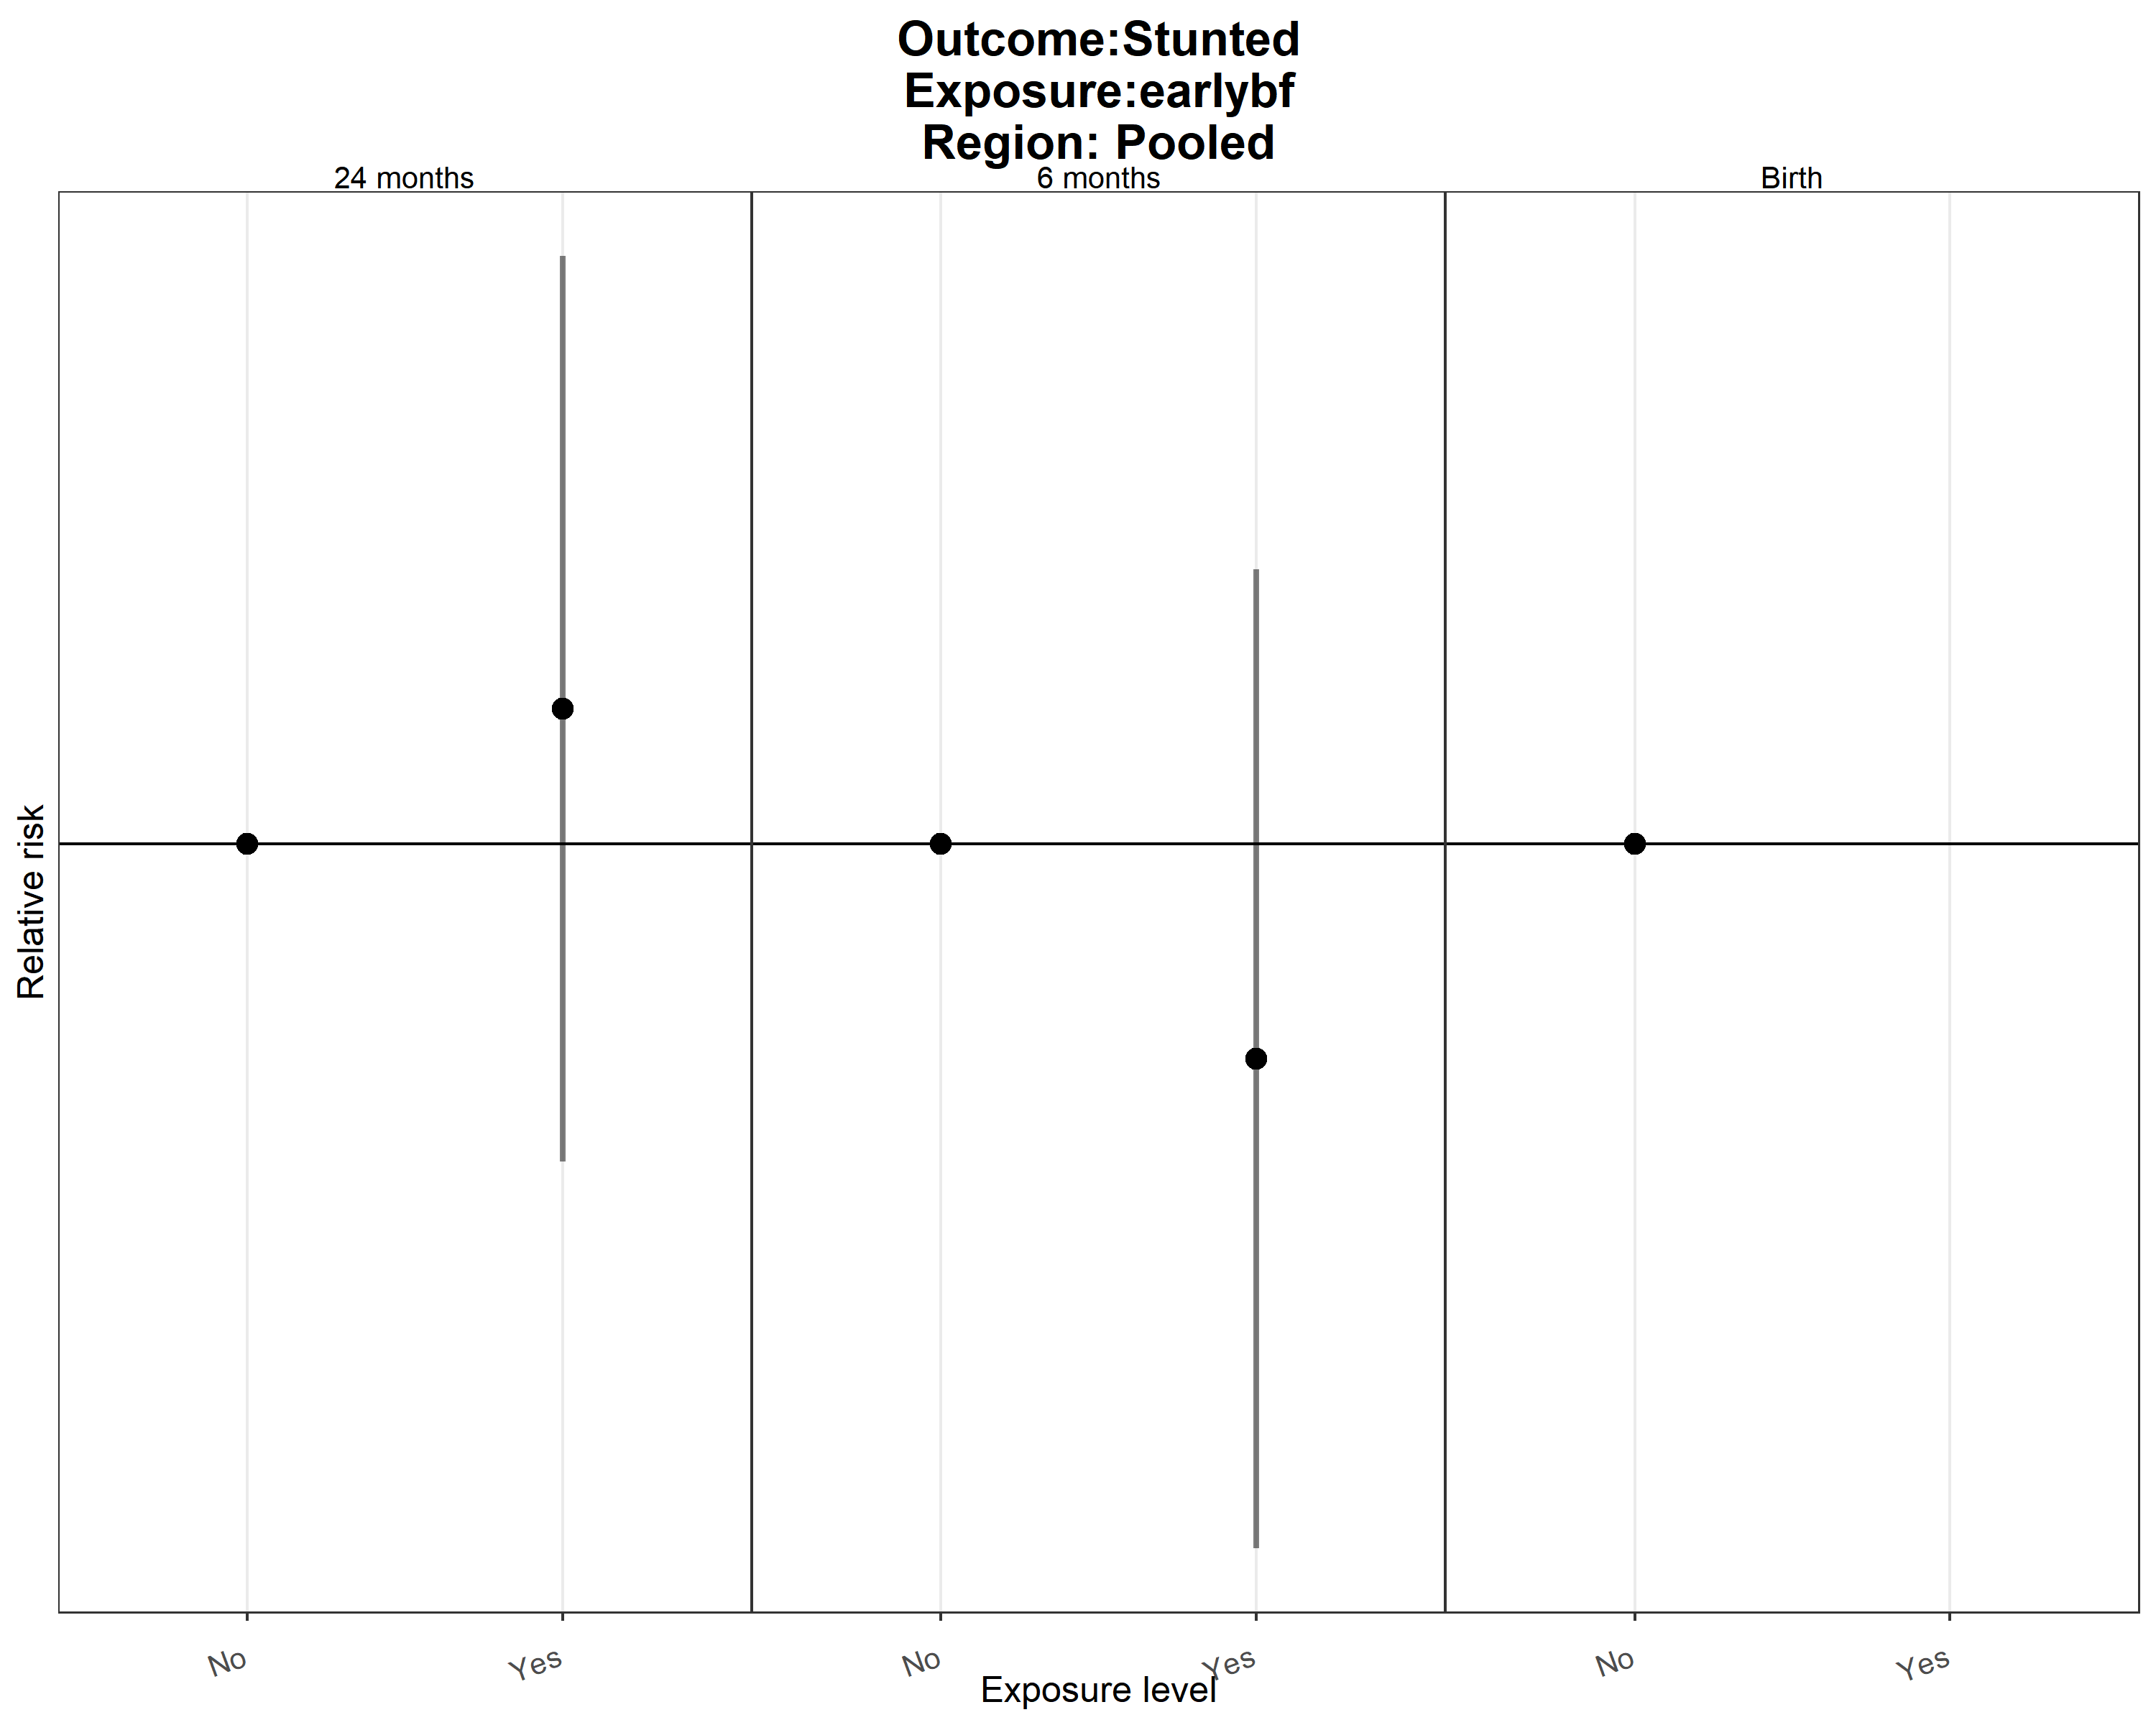 Outcome:Stunted
Exposure:earlybf
Region: Pooled
24 months
6 months
Birth
Relative risk
No
Yes
No
Yes
No
Yes
Exposure level